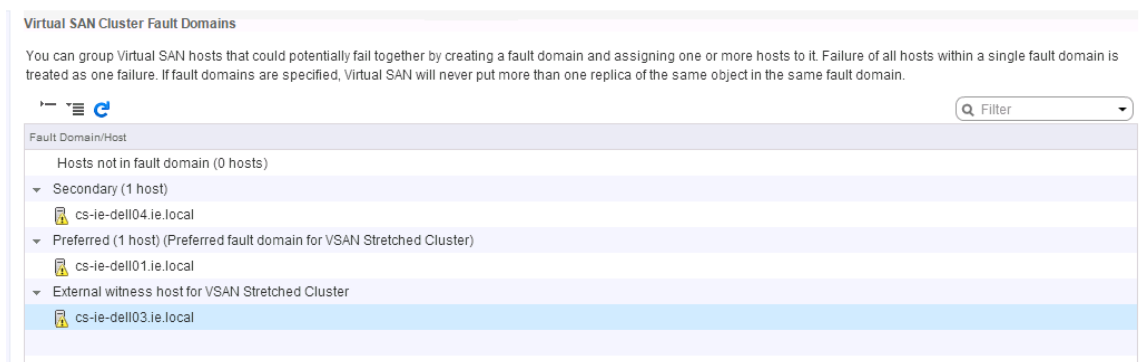 Virtual SAN Cluster Fault Domains
You can group Virtual SAN hosts that could potentially fail together by creating a fault domain and assigning one or more hosts to it. Failure of all hosts within a single fault domain is
treated as one failure. If fault domains are specified, Virtual SAN will never put more than one replica of the same object in the same fault domain.
Filter
Fault Domain/Host
Hosts not in fault domain (0 hosts)
Secondary (1 host)
cs-ie-dell04.ie.local
Preferred (1 host) (Preferred fault domain for VSAN Stretched Cluster)
cs-ie-dell01.ie.local
External witness host for VSAN Stretched Cluster
cs-ie-dell03.ie.local